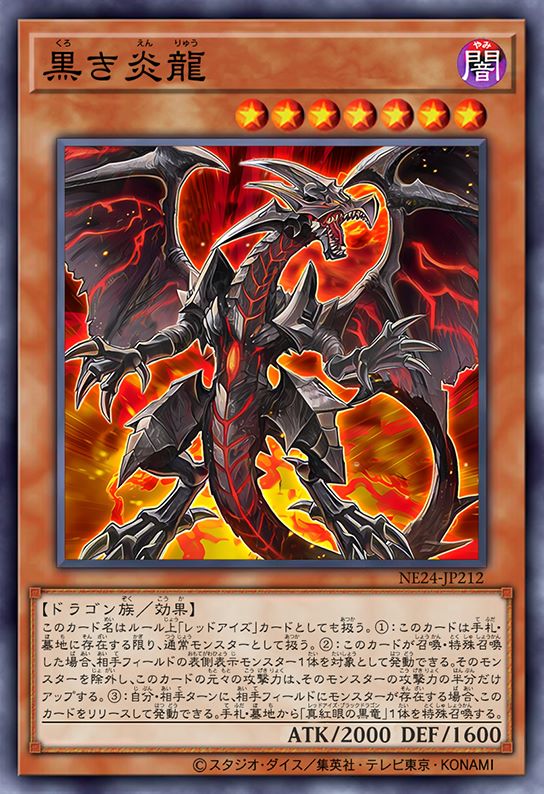 黒き炎龍
闇
NE24-JP212
【ドラゴン族／効果】
このカード名はルール上「レッドアイズ」カードとしても扱う。①：このカードは手札・
墓地に存在する限り、通常モンスターとして扱う。②：このカードが召喚・特殊召喚
した場合、相手フィールドの表側表示モンスター1体を対象として発動できる。そのモン
スターを除外し、このカードの元々の攻撃力は、そのモンスターの攻撃力の半分だけ
アップする。③：自分・相手ターンに、相手フィールドにモンスターが存在する場合、この
カードをリリースして発動できる。手札・墓地から「真紅眼の黒竜」1体を特殊召喚する。
ATK/2000 DEF/1600
©スタジオ・ダイス／集英社・テレビ東京・KONAMI